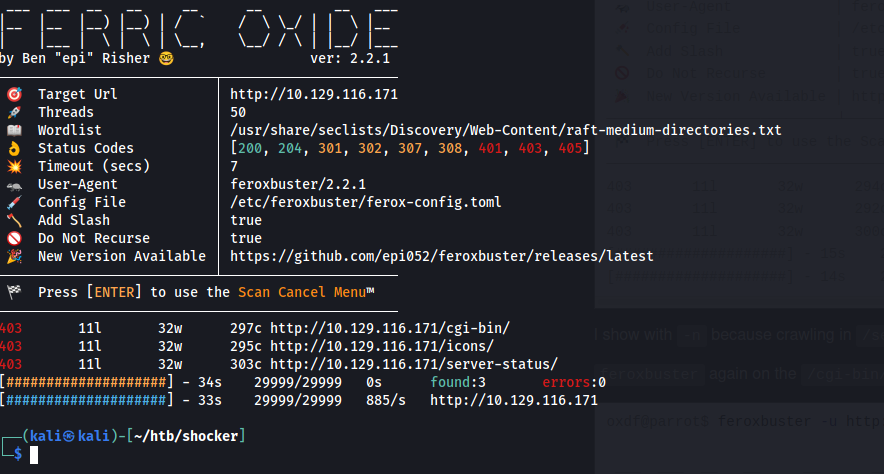 by Ben "epi" Risher 🤓 ver: 2.2.1
🎯 Target Url │ http://10.129.116.171
🚀 Threads │ 50
📖 Wordlist │ /usr/share/seclists/Discovery/Web-Content/raft-medium-directories.txt
👌 Status Codes │ [200, 204, 301, 302, 307, 308, 401, 403, 405]
💥 Timeout (secs) │ 7
🦡 User-Agent │ feroxbuster/2.2.1
💉 Config File │ /etc/feroxbuster/ferox-config.toml
🪓 Add Slash │ true
🚫 Do Not Recurse │ true
🎉 New Version Available │ https://github.com/epi052/feroxbuster/releases/latest
🏁 Press [ENTER] to use the Scan Cancel Menu™
403 11l 32w 297c http://10.129.116.171/cgi-bin/
403 11l 32w 295c http://10.129.116.171/icons/
403 11l 32w 303c http://10.129.116.171/server-status/
[####################] - 34s 29999/29999 0s found:3 errors:0
[####################] - 33s 29999/29999 885/s http://10.129.116.171
┌──(kali㉿kali)-[~/htb/shocker]
└─$
I show with -n because crawling in
feroxbuster again on the /cgi-bin/
oxdf@parrot$ feroxbuster -u http